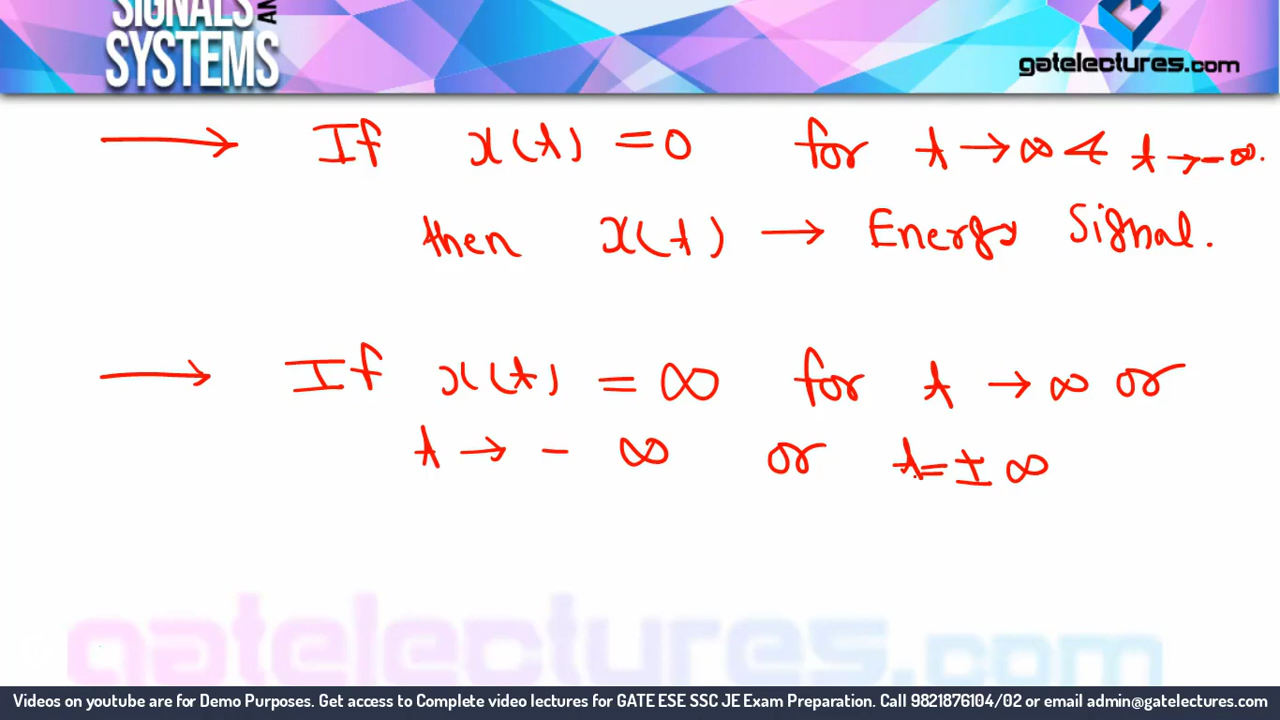 SIGNALS AND
SYSTEMS
gatelectures.com
→ If x(t) = 0 for t → ∞ & t → -∞.
then x(t) → Energy Signal.
→ If x(t) = ∞ for t → ∞ or
t → - ∞ or t = ± ∞
gatelectures.com
Videos on youtube are for Demo Purposes. Get access to Complete video lectures for GATE ESE SSC JE Exam Preparation. Call 9821876104/02 or email admin@gatelectures.com